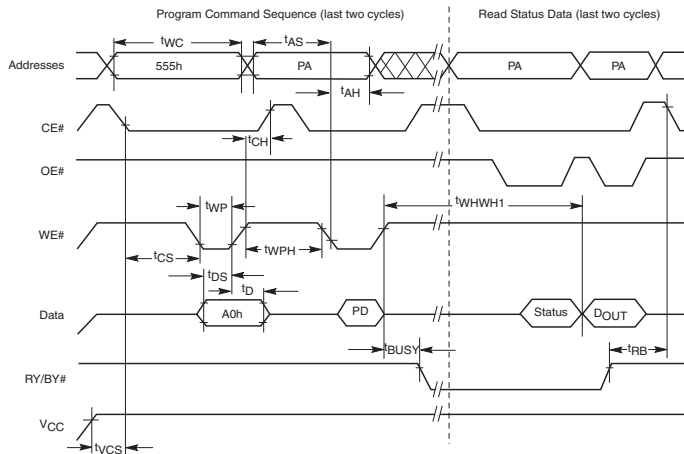 Program Command Sequence (last two cycles)
Read Status Data (last two cycles)
tWC
tAS
Addresses
555h
PA
PA
PA
tAH
CE#
tCH
OE#
tWP
tWHWH1
WE#
tCS
tWPH
tDS
tD
Data
A0h
PD
Status
DOUT
tBUSY
tRB
RY/BY#
VCC
tVCS